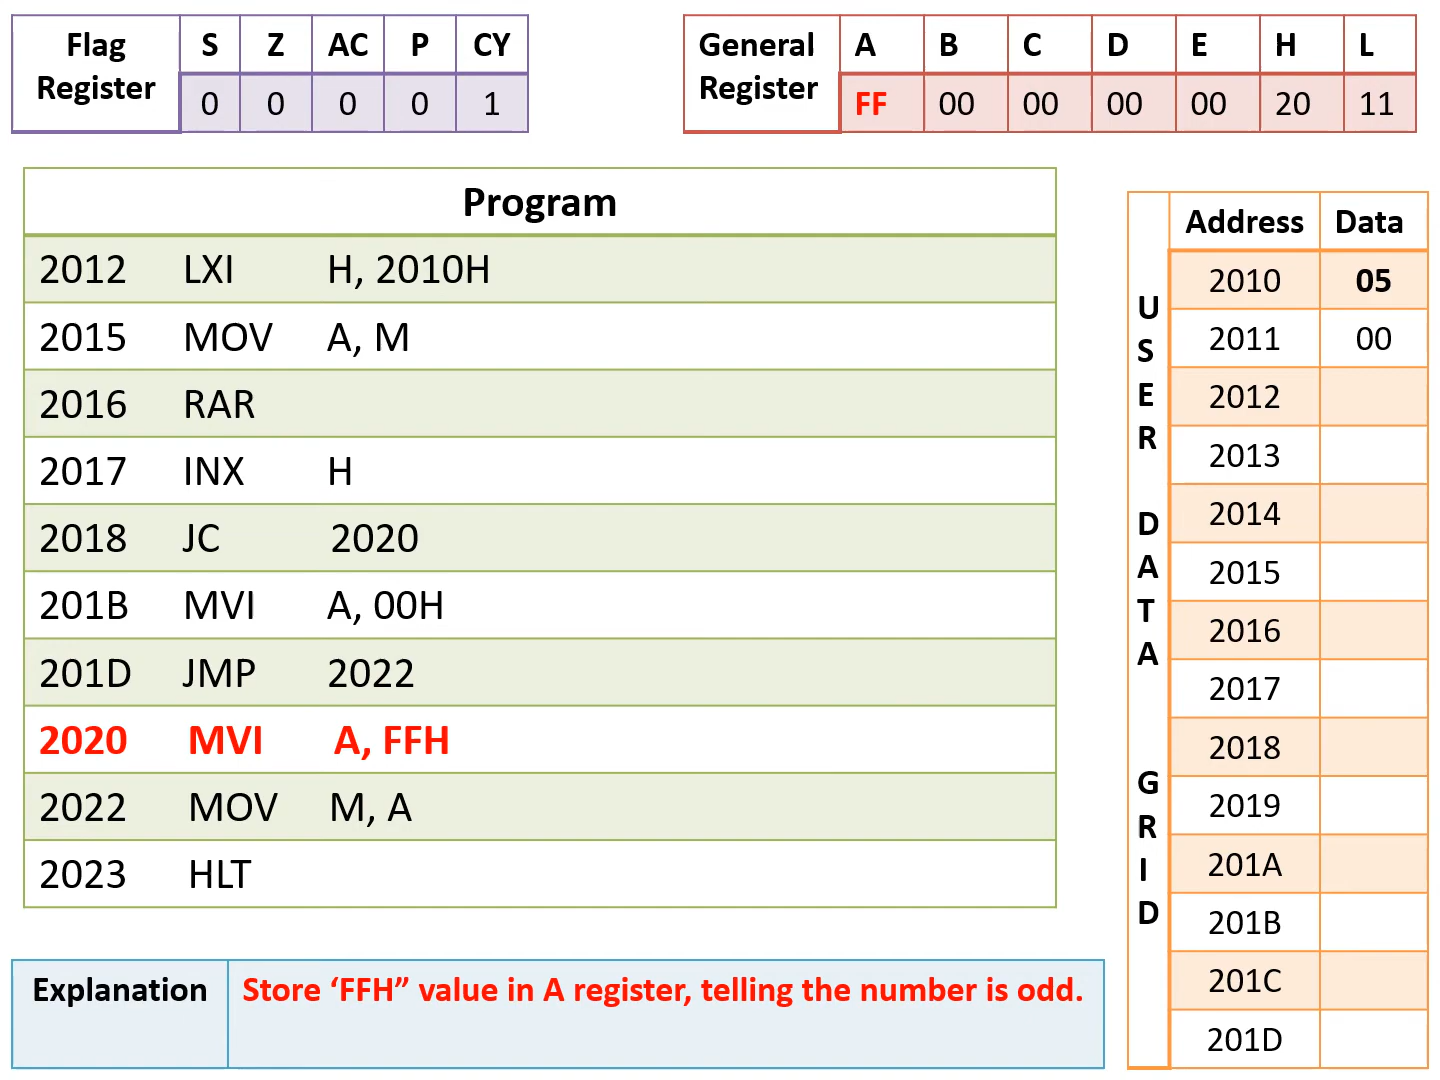 Flag Register S Z AC P CY
0 0 0 0 1
General Register A B C D E H L
FF 00 00 00 00 20 11
Program
2012 LXI H, 2010H
2015 MOV A, M
2016 RAR
2017 INX H
2018 JC 2020
201B MVI A, 00H
201D JMP 2022
2020 MVI A, FFH
2022 MOV M, A
2023 HLT
USER DATA GRID
Address Data
2010 05
2011 00
2012
2013
2014
2015
2016
2017
2018
2019
201A
201B
201C
201D
Explanation Store ‘FFH” value in A register, telling the number is odd.